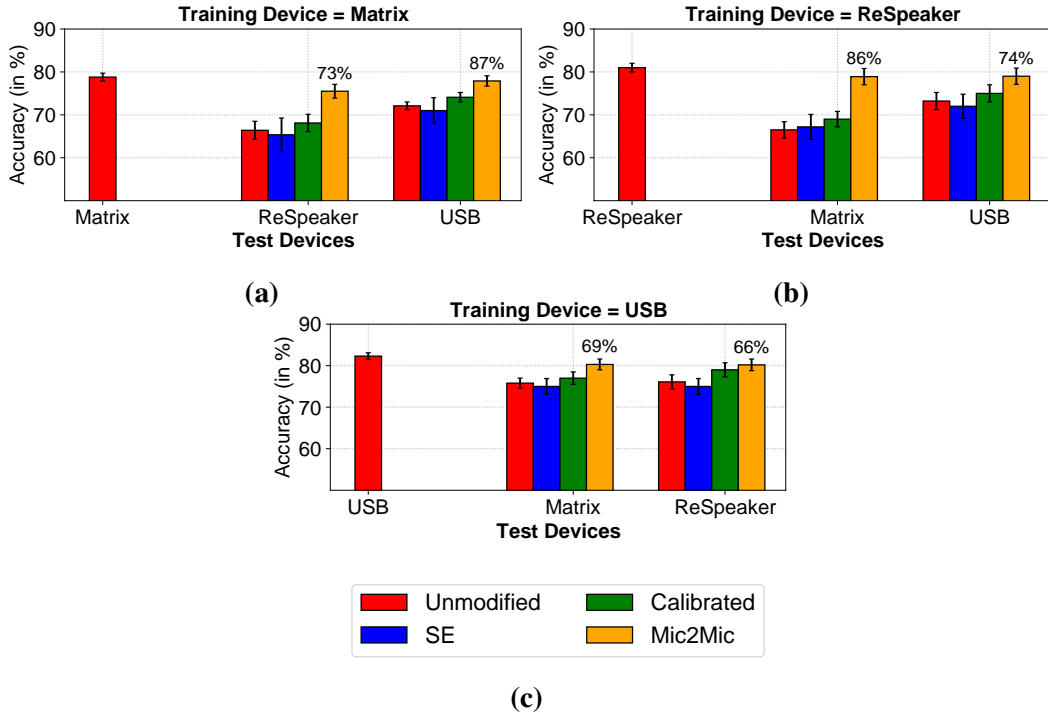 Training Device = Matrix
Accuracy (in %)
90
80
70
60
73%
87%
Matrix
ReSpeaker
USB
Test Devices
(a)
Training Device = ReSpeaker
Accuracy (in %)
90
80
70
60
86%
74%
ReSpeaker
Matrix
USB
Test Devices
(b)
Training Device = USB
Accuracy (in %)
90
80
70
60
69%
66%
USB
Matrix
ReSpeaker
Test Devices
Unmodified
SE
Calibrated
Mic2Mic
(c)